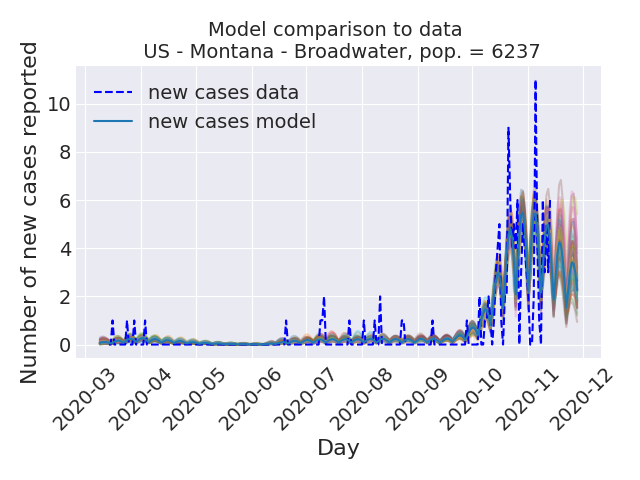 Model comparison to data
US - Montana - Broadwater, pop. = 6237
Number of new cases reported
10
8
6
4
2
0
new cases data
new cases model
2020-03
2020-04
2020-05
2020-06
2020-07
2020-08
2020-09
2020-10
2020-11
2020-12
Day